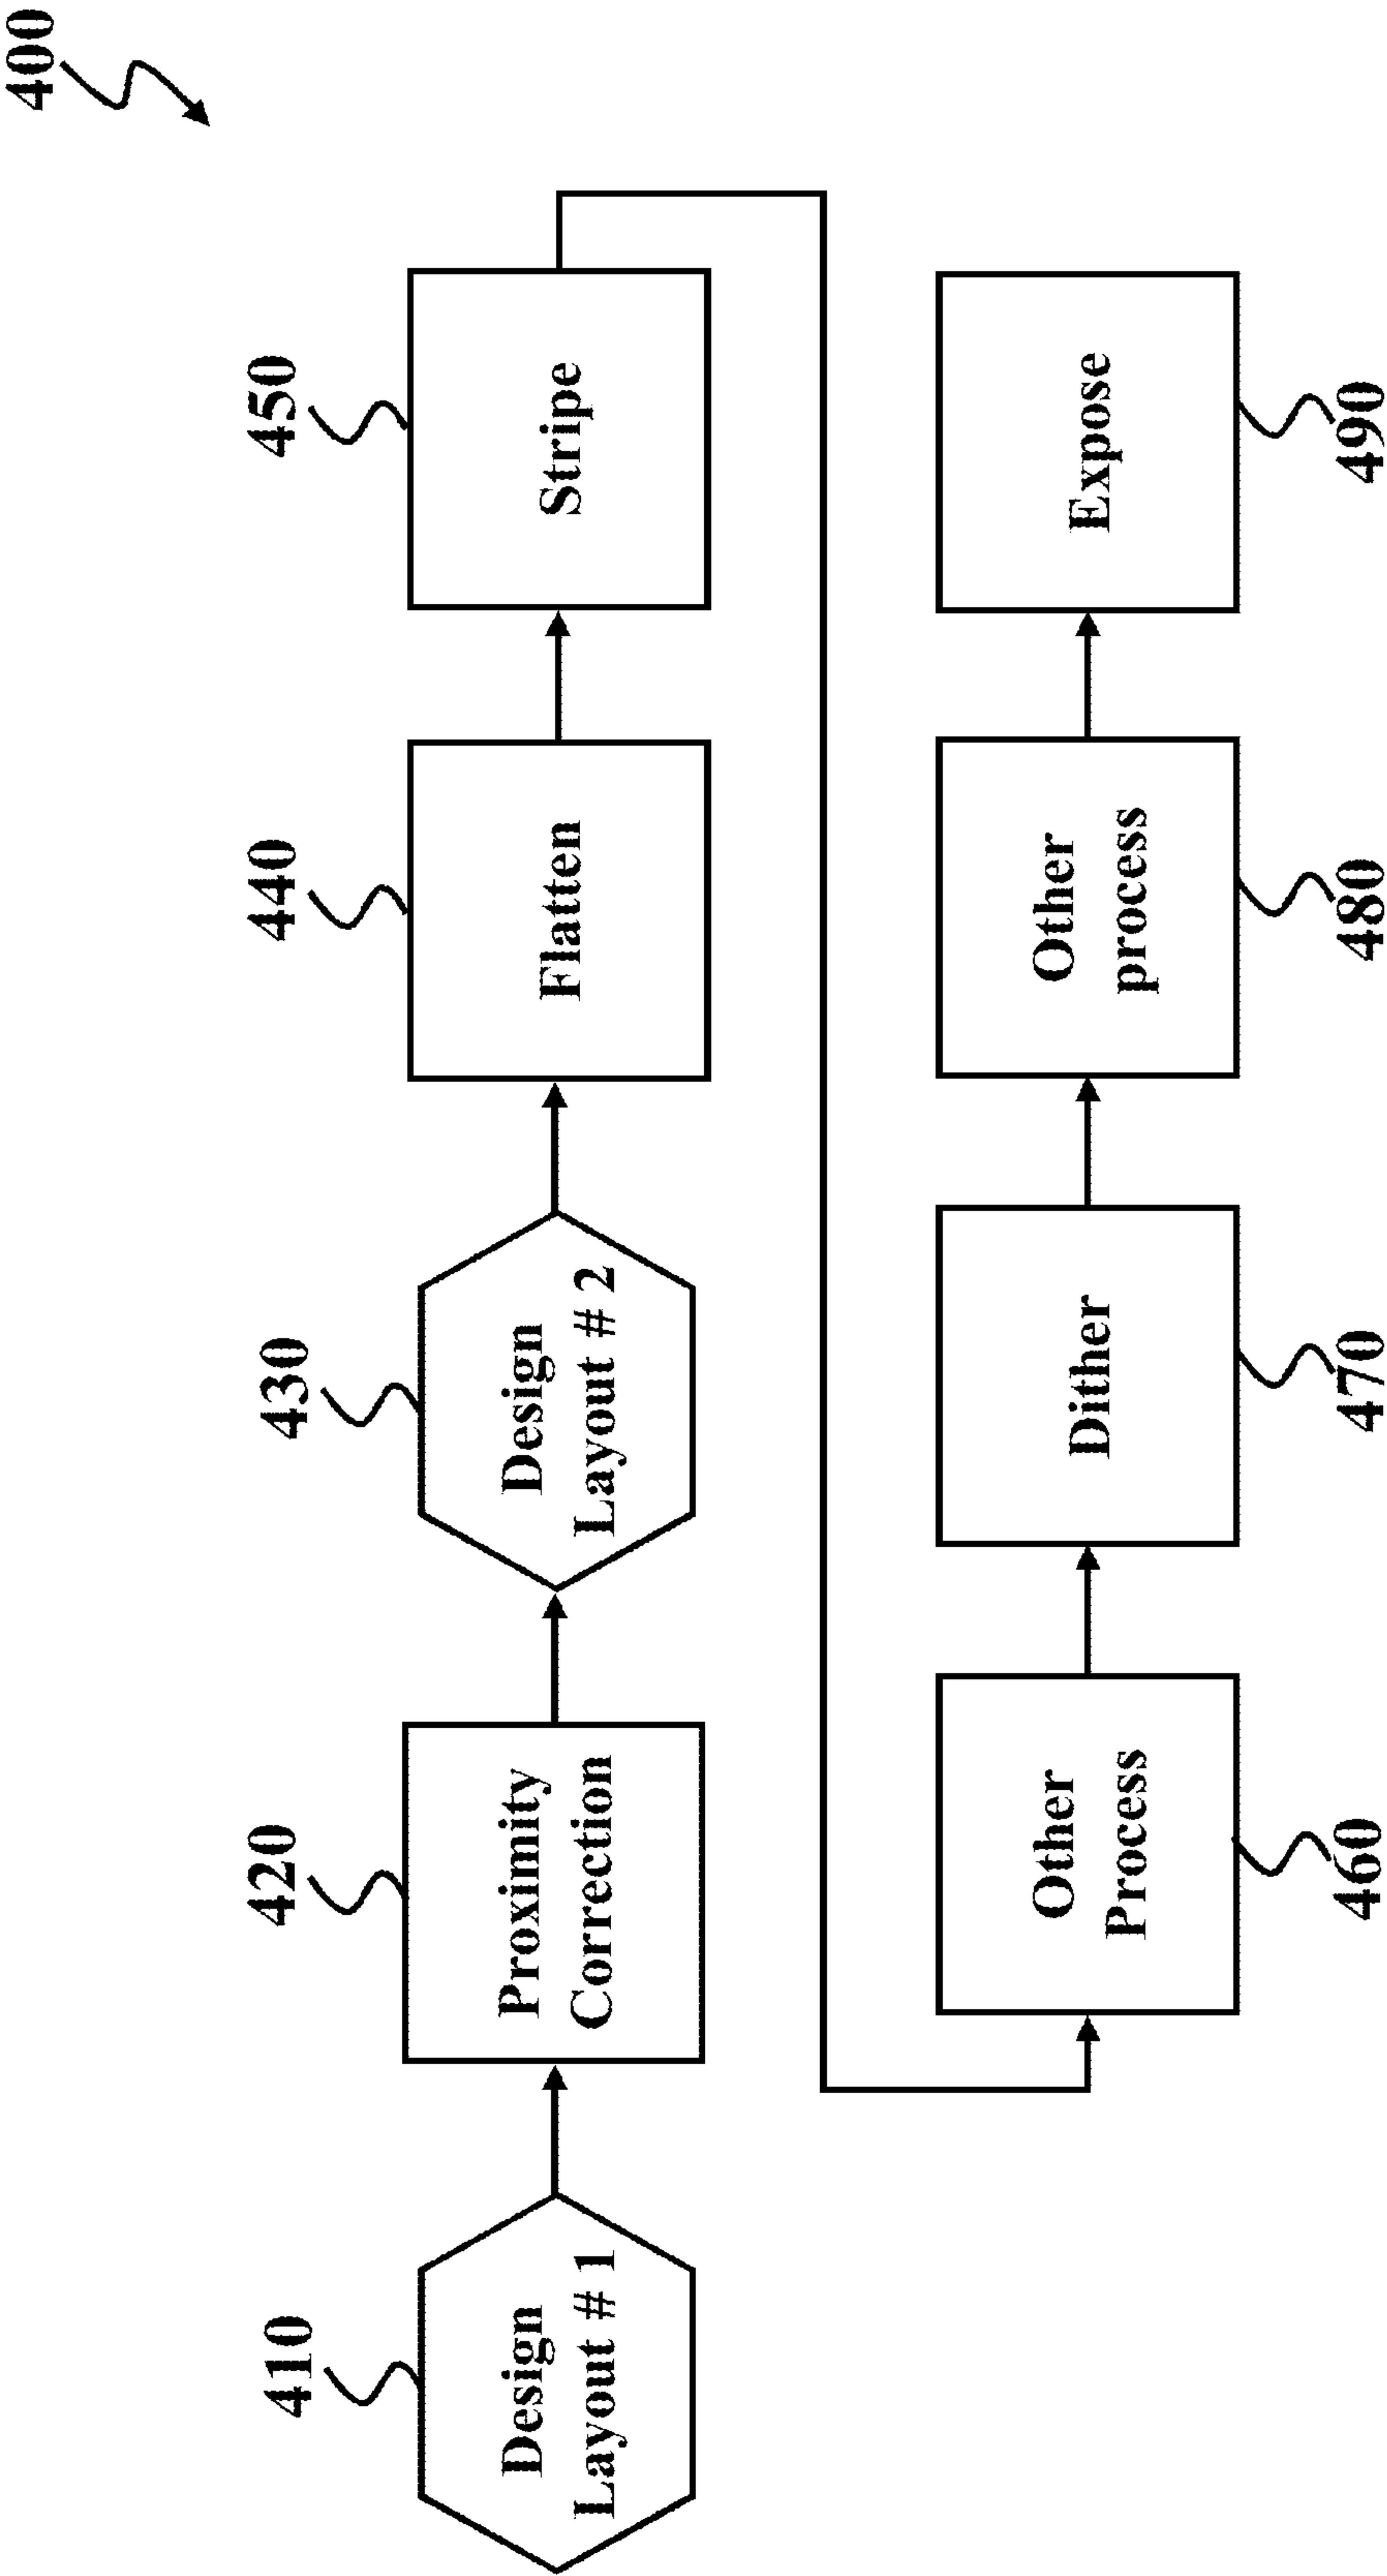 400
410
Design
Layout # 1
420
Proximity
Correction
430
Design
Layout # 2
440
Flatten
450
Stripe
Other
Process
460
Dither
470
Other
process
480
Expose
490